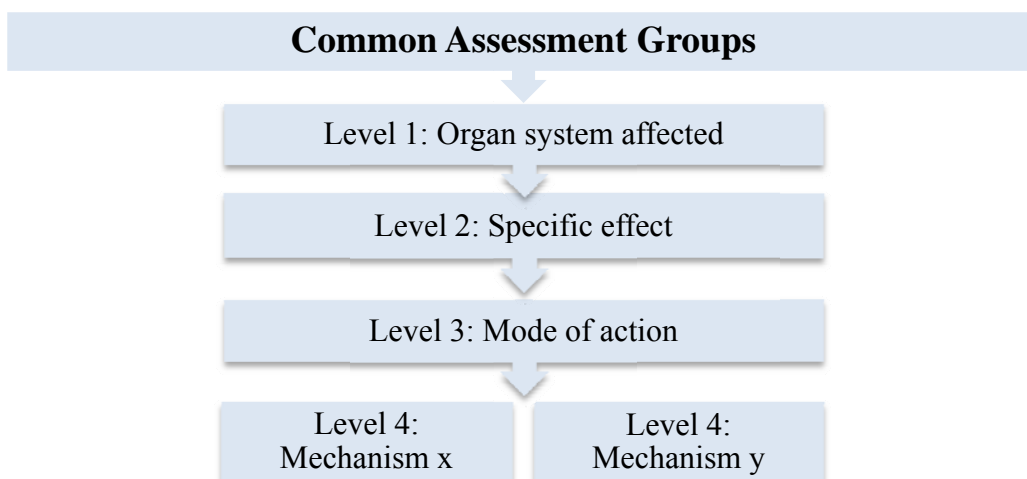 Common Assessment Groups
Level 1: Organ system affected
Level 2: Specific effect
Level 3: Mode of action
Level 4:
Mechanism x
Level 4:
Mechanism y